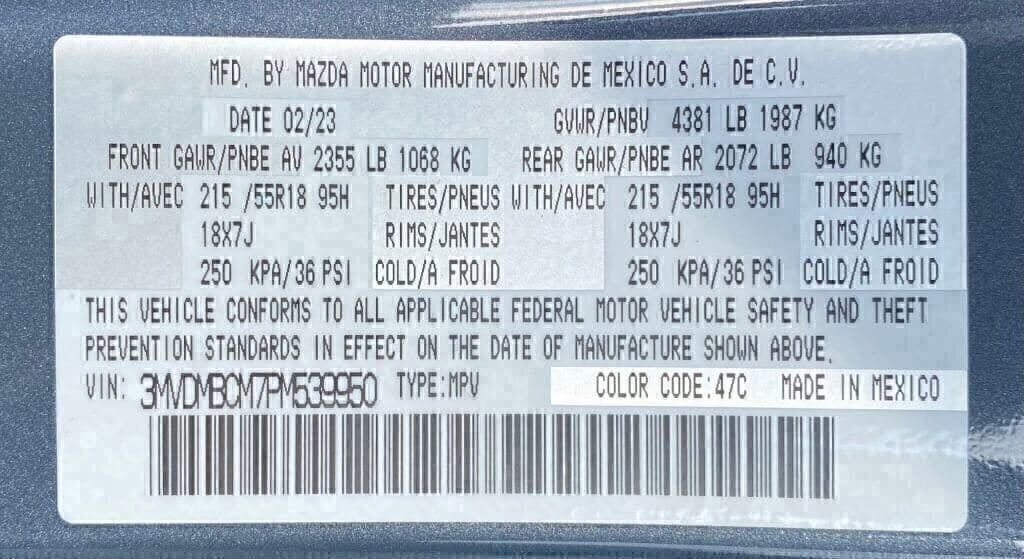 MFD. BY MAZDA MOTOR MANUFACTURING DE MEXICO S.A. DE C.V.
DATE 02/23 GVWR/PNBV 4381 LB 1987 KG
FRONT GAWR/PNBE AV 2355 LB 1068 KG REAR GAWR/PNBE AR 2072 LB 940 KG
WITH/AVEC 215 /55R18 95H TIRES/PNEUS WITH/AVEC 215 /55R18 95H TIRES/PNEUS
18X7J RIMS/JANTES 18X7J RIMS/JANTES
250 KPA/36 PSI COLD/A FROID 250 KPA/36 PSI COLD/A FROID
THIS VEHICLE CONFORMS TO ALL APPLICABLE FEDERAL MOTOR VEHICLE SAFETY AND THEFT
PREVENTION STANDARDS IN EFFECT ON THE DATE OF MANUFACTURE SHOWN ABOVE.
VIN: 3MVDMBCM7PM539950 TYPE:MPV COLOR CODE:47C MADE IN MEXICO